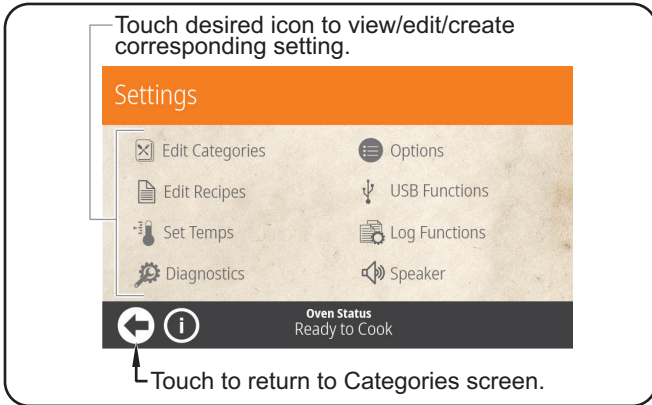 Touch desired icon to view/edit/create
corresponding setting.
Settings
Edit Categories
Options
Edit Recipes
USB Functions
Set Temps
Log Functions
Diagnostics
Speaker
Oven Status
Ready to Cook
Touch to return to Categories screen.